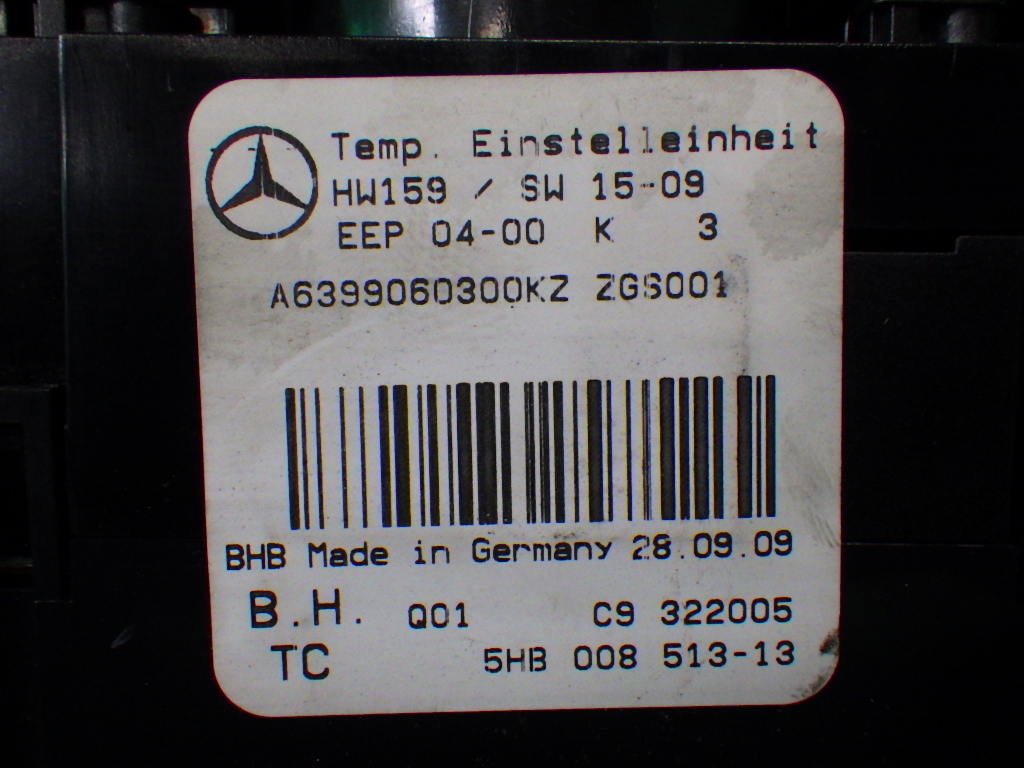 Temp. Einstelleinheit
HW159 / SW 15-09
EEP 04-00 K 3
A6399060300KZ ZGS001
BHB Made in Germany 28.09.09
B.H. Q01 C9 322005
TC 5HB 008 513-13